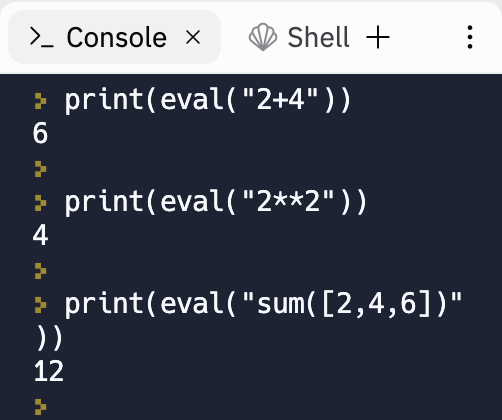 >_ Console × Shell +
print(eval("2+4"))
6
print(eval("2**2"))
4
print(eval("sum([2,4,6])"
))
12